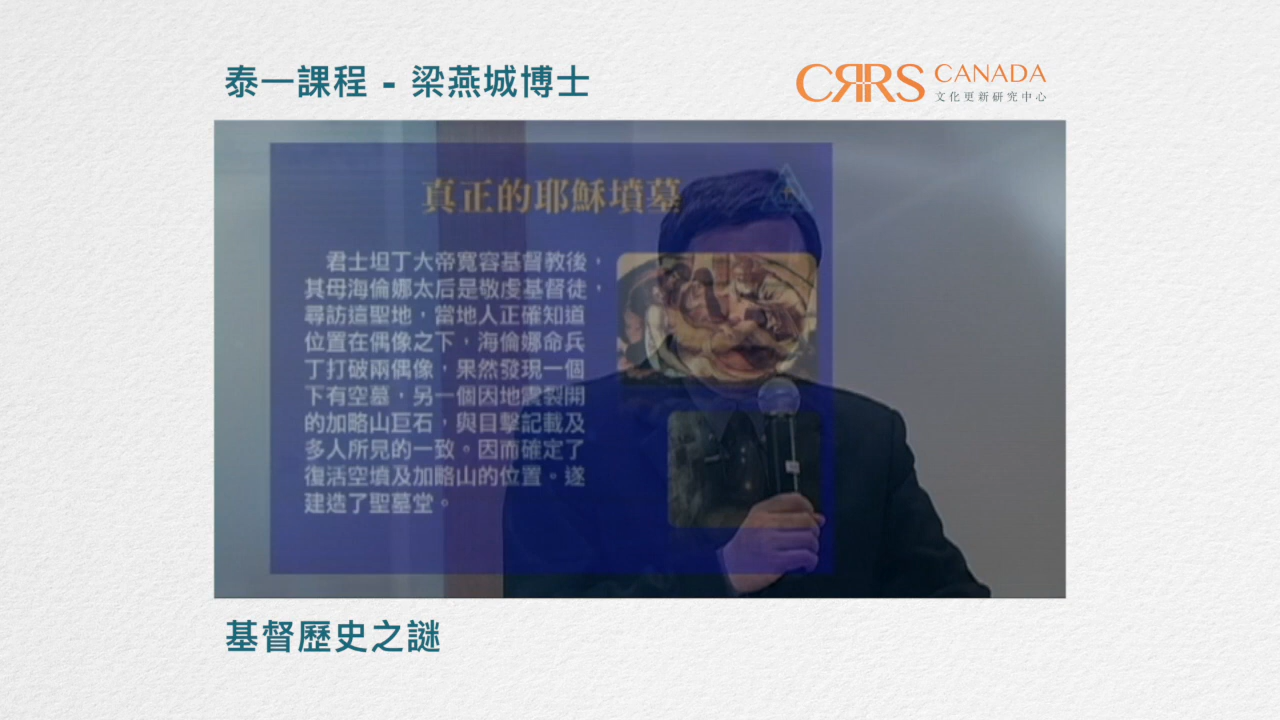 泰一課程 - 梁燕城博士
CRRS CANADA
文化更新研究中心
真正的耶穌墳墓
君士坦丁大帝寬容基督教後，
其母海倫娜太后是敬虔基督徒，
尋訪這聖地，當地人正確知道
位置在偶像之下，海倫娜命兵
丁打破兩偶像，果然發現一個
下有空墓，另一個因地震裂開
的加略山巨石，與目擊記載及
多人所見的一致。因而確定了
復活空墳及加略山的位置。遂
建造了聖墓堂。
基督歷史之謎